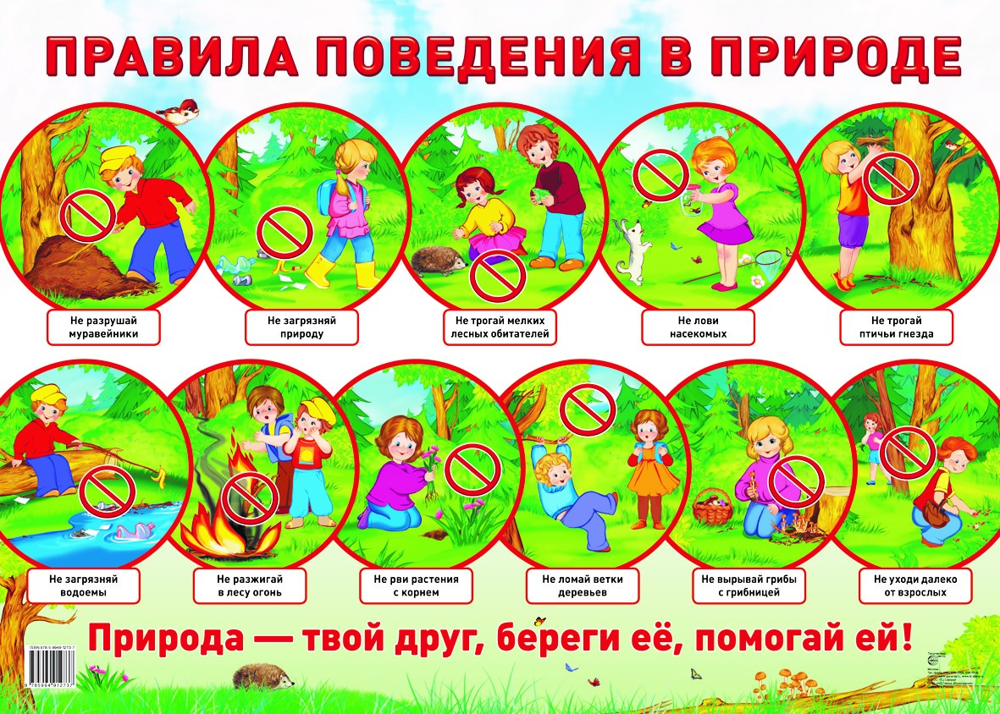 ПРАВИЛА ПОВЕДЕНИЯ В ПРИРОДЕ
Не разрушай
муравейники
Не загрязняй
природу
Не трогай мелких
лесных обитателей
Не лови
насекомых
Не трогай
птичьи гнезда
Не загрязняй
водоемы
Не разжигай
в лесу огонь
Не рви растения
с корнем
Не ломай ветки
деревьев
Не вырывай грибы
с грибницей
Не уходи далеко
от взрослых
Природа — твой друг, береги её, помогай ей!
ISBN 978-5-9949-1273-7
9 785994 912737